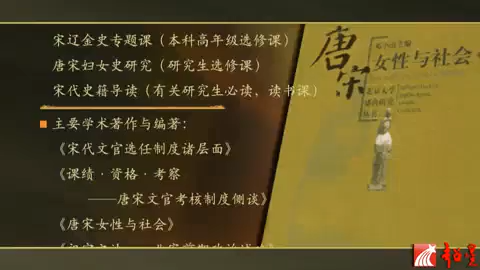 宋辽金史专题课（本科高年级选修课）
唐宋妇女史研究（研究生选修课）
宋代史籍导读（有关研究生必读，读书课）
主要学术著作与编著：
《宋代文官选任制度诸层面》
《课绩·资格·考察
——唐宋文官考核制度侧谈》
《唐宋女性与社会》
唐宋
女性与社会